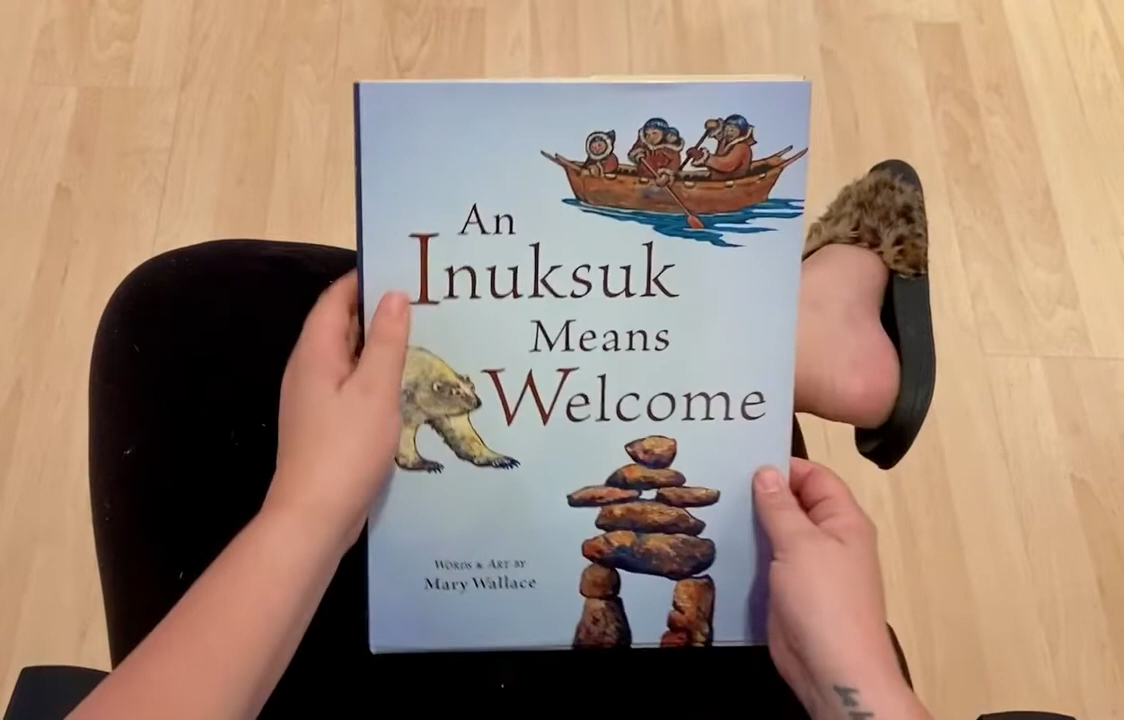 An
Inuksuk
Means
Welcome
Words & Art by
Mary Wallace